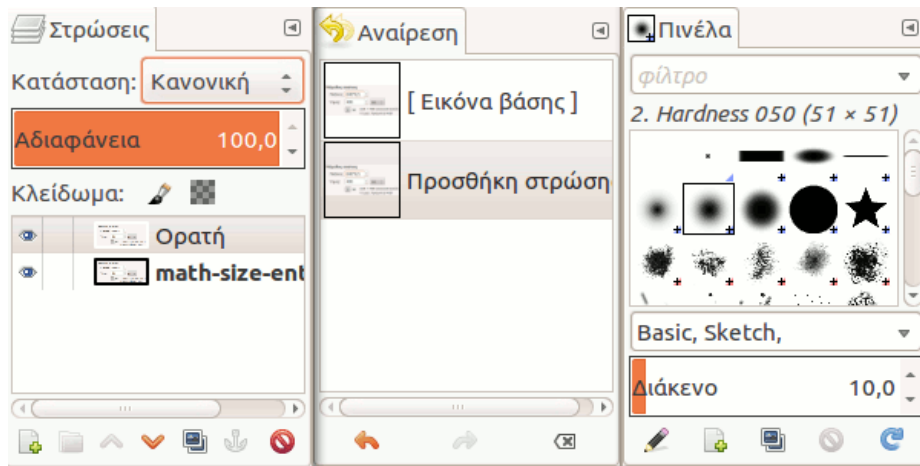 Στρώσεις
Κατάσταση: Κανονική
Αδιαφάνεια 100,0
Κλείδωμα:
Ορατή
math-size-ent
Αναίρεση
[ Εικόνα βάσης ]
Προσθήκη στρώση
Πινέλα
φίλτρο
2. Hardness 050 (51 × 51)
Basic, Sketch,
Διάκενο 10,0